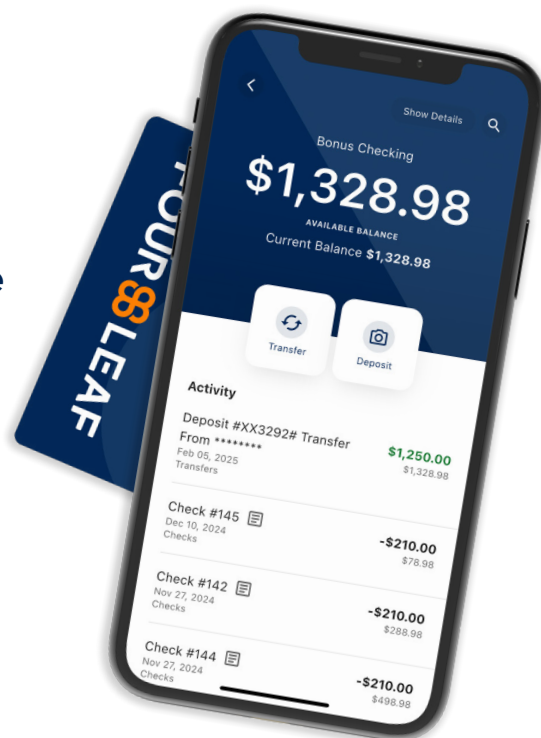 FOUR LEAF
Show Details
Bonus Checking
$1,328.98
AVAILABLE BALANCE
Current Balance $1,328.98
Transfer
Deposit
Activity
Deposit #XX3292# Transfer
From ********
$1,250.00
Feb 05, 2025
$1,328.98
Transfers
Check #145
-$210.00
Dec 10, 2024
$78.98
Checks
Check #142
-$210.00
Nov 27, 2024
$288.98
Checks
Check #144
-$210.00
Nov 27, 2024
$498.98
Checks